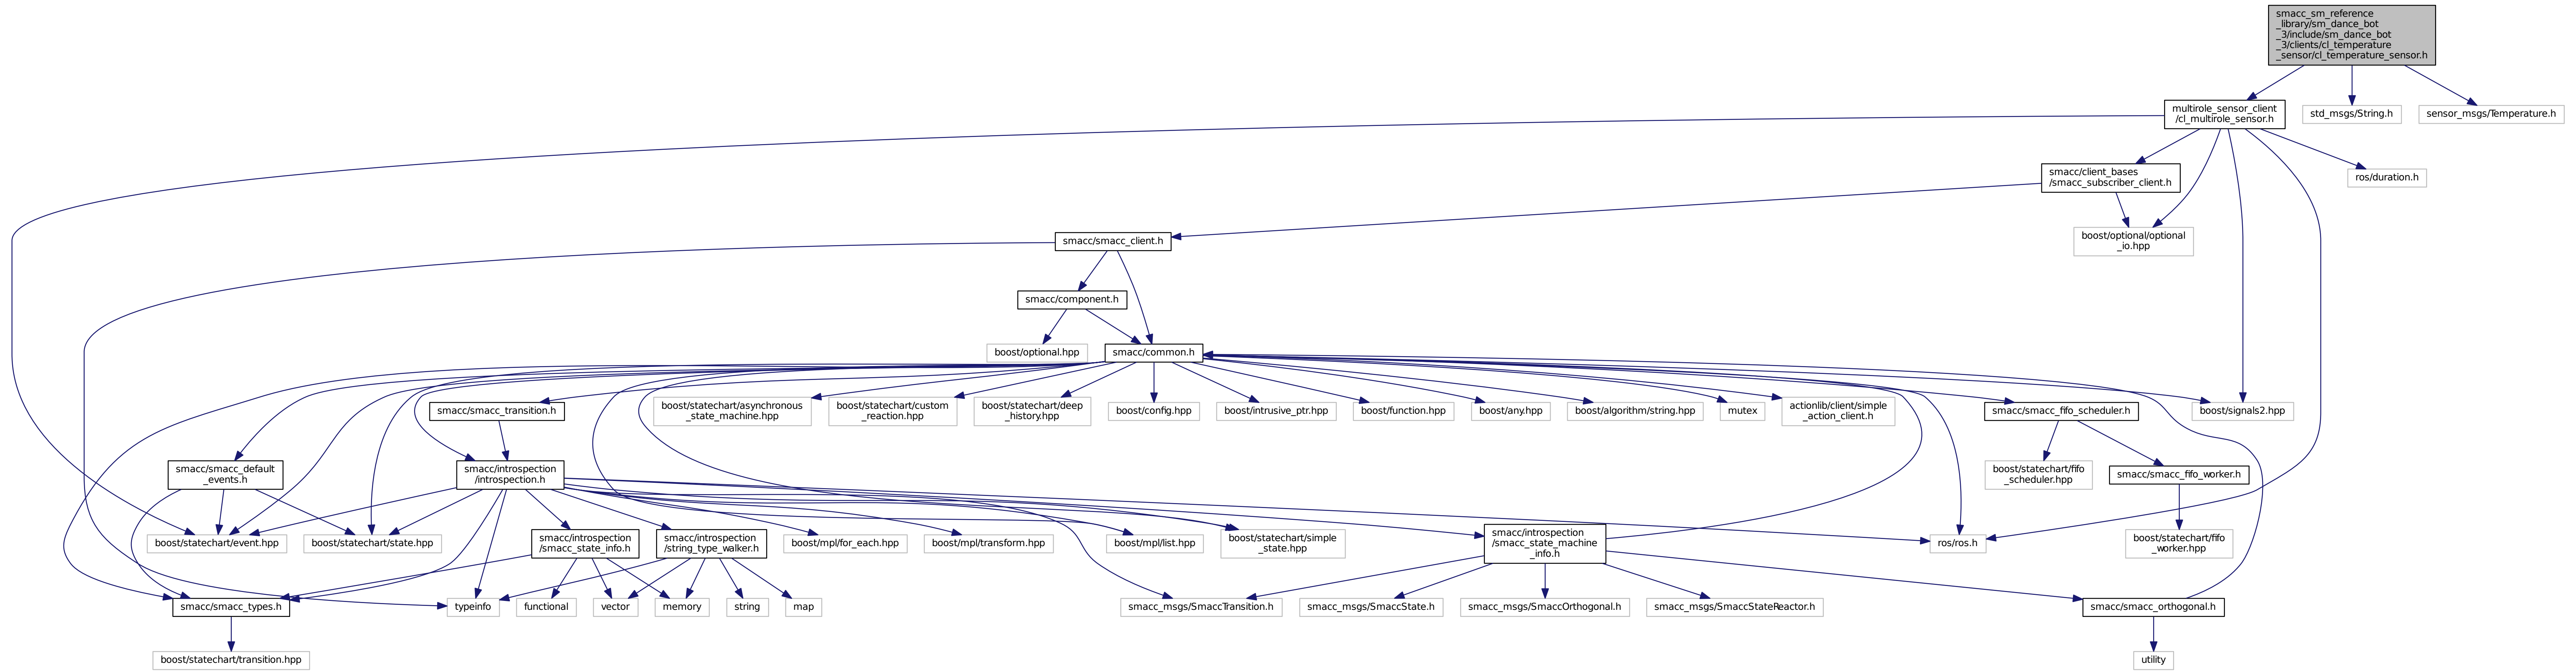 smacc_sm_reference
_library/sm_dance_bot
_3/include/sm_dance_bot
_3/clients/cl_temperature
_sensor/cl_temperature_sensor.h
multirole_sensor_client
/cl_multirole_sensor.h
std_msgs/String.h
sensor_msgs/Temperature.h
smacc/client_bases
/smacc_subscriber_client.h
ros/duration.h
smacc/smacc_client.h
boost/optional/optional
_io.hpp
smacc/component.h
boost/optional.hpp
smacc/common.h
smacc/smacc_transition.h
boost/statechart/asynchronous
_state_machine.hpp
boost/statechart/custom
_reaction.hpp
boost/statechart/deep
_history.hpp
boost/config.hpp
boost/intrusive_ptr.hpp
boost/function.hpp
boost/any.hpp
boost/algorithm/string.hpp
mutex
actionlib/client/simple
_action_client.h
smacc/smacc_fifo_scheduler.h
boost/signals2.hpp
smacc/smacc_default
_events.h
smacc/introspection
/introspection.h
boost/statechart/fifo
_scheduler.hpp
smacc/smacc_fifo_worker.h
boost/statechart/event.hpp
boost/statechart/state.hpp
smacc/introspection
/smacc_state_info.h
smacc/introspection
/string_type_walker.h
boost/mpl/for_each.hpp
boost/mpl/transform.hpp
boost/mpl/list.hpp
boost/statechart/simple
_state.hpp
smacc/introspection
/smacc_state_machine
_info.h
ros/ros.h
boost/statechart/fifo
_worker.hpp
smacc/smacc_types.h
typeinfo
functional
vector
memory
string
map
smacc_msgs/SmaccTransition.h
smacc_msgs/SmaccState.h
smacc_msgs/SmaccOrthogonal.h
smacc_msgs/SmaccStateReactor.h
smacc/smacc_orthogonal.h
boost/statechart/transition.hpp
utility